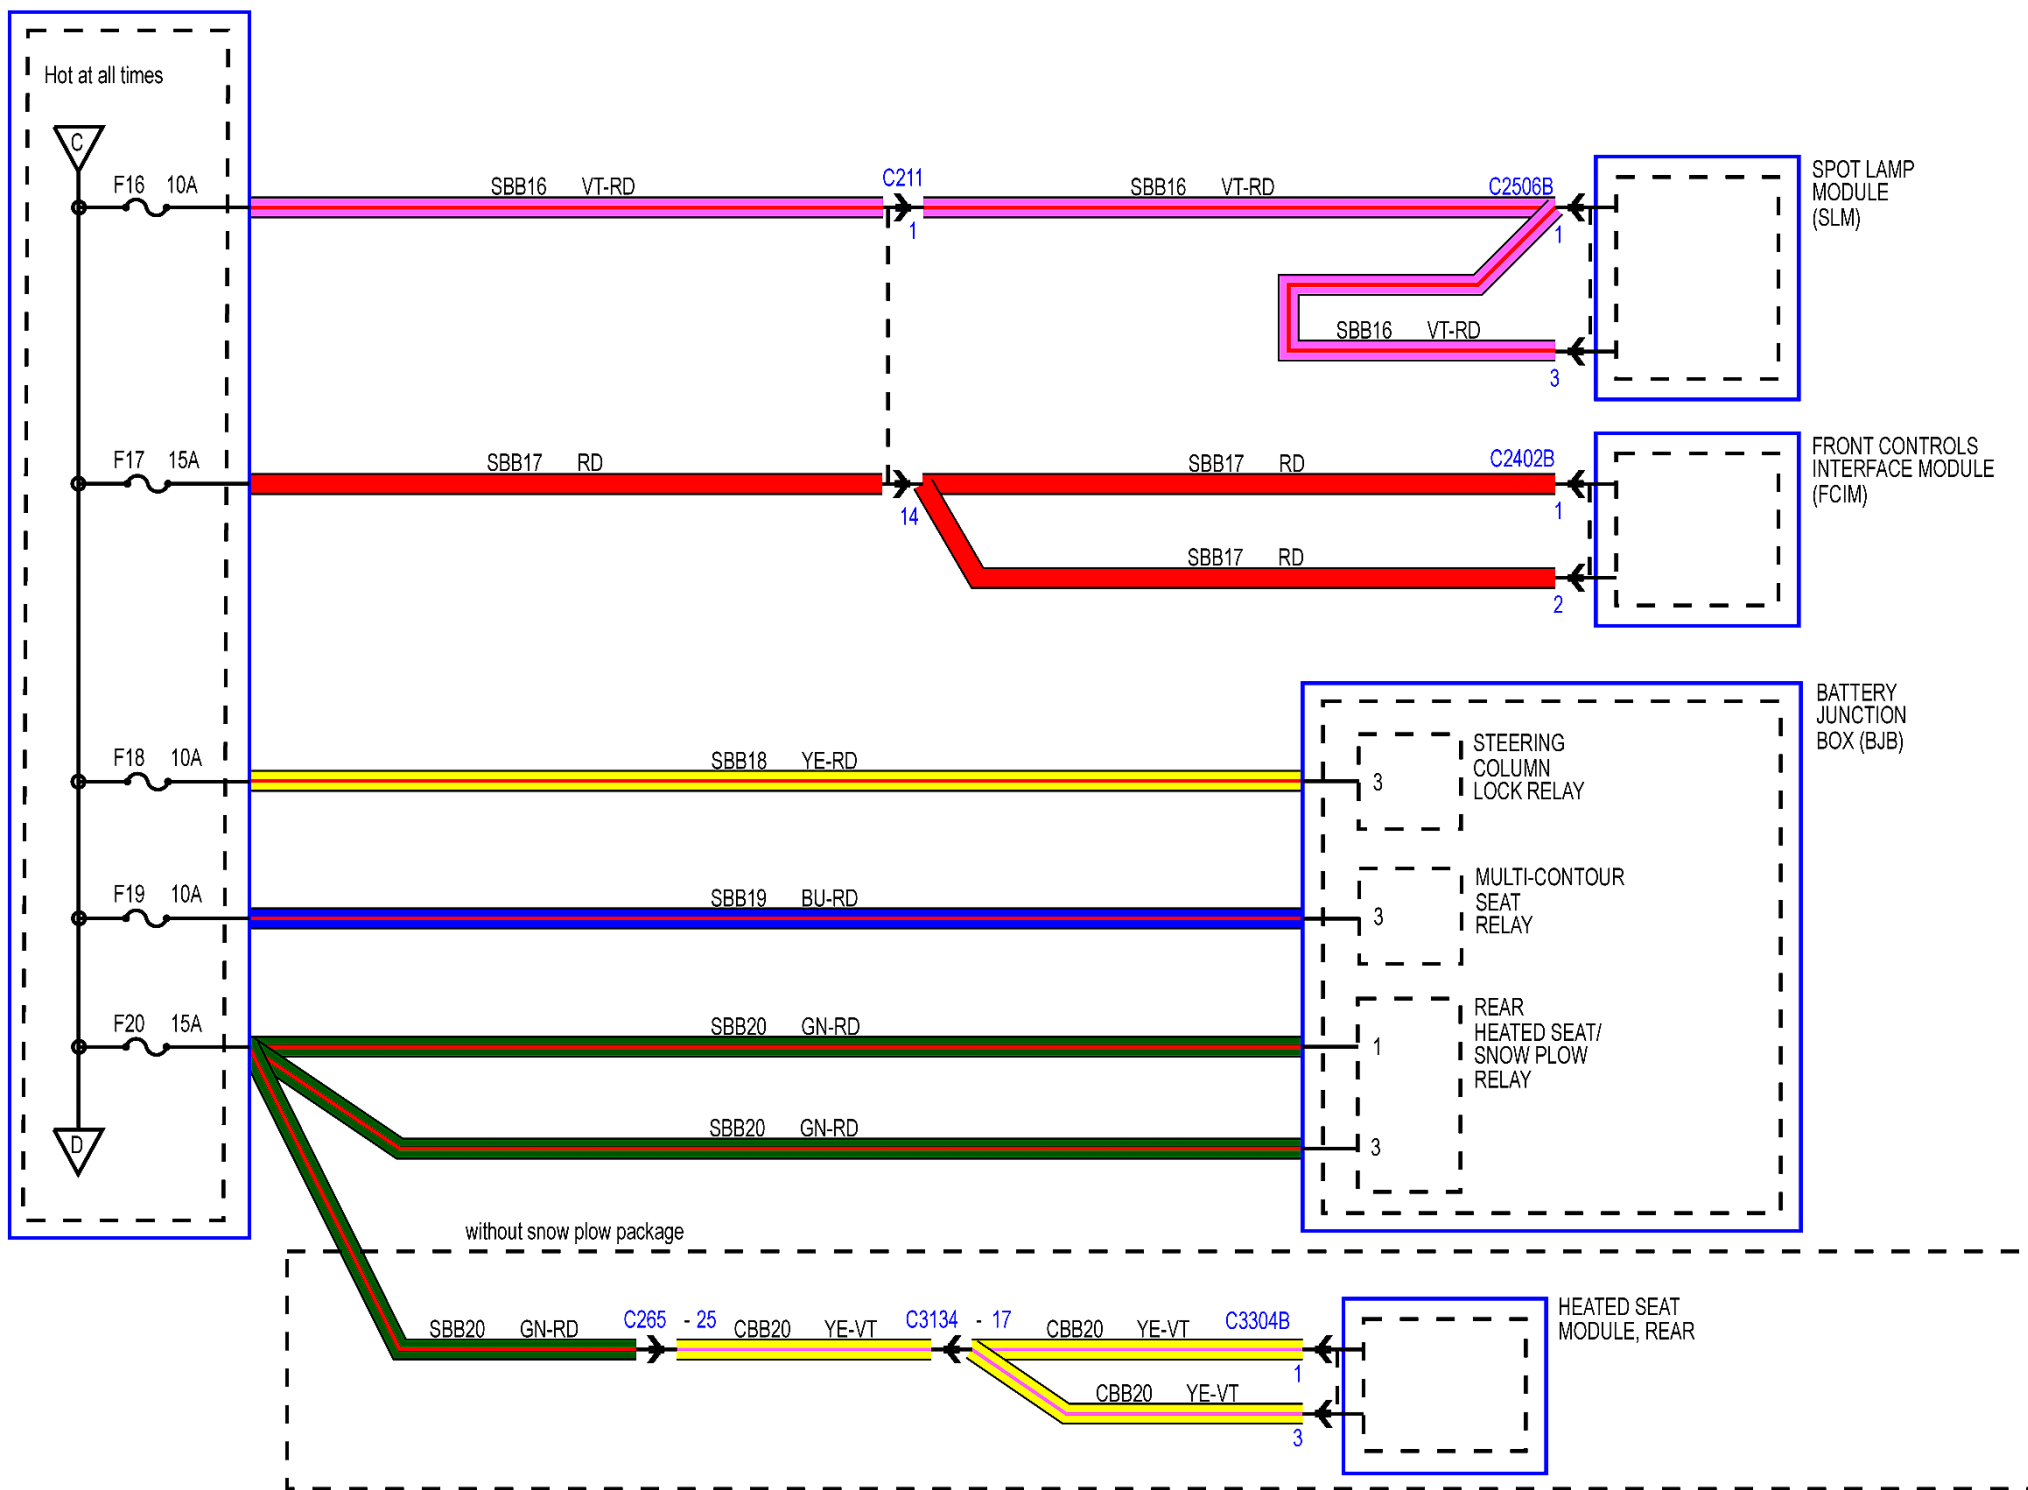 Hot at all times
C
F16 10A
SBB16 VT-RD
C211
1
SBB16 VT-RD
C2506B
1
SBB16 VT-RD
3
SPOT LAMP
MODULE
(SLM)
F17 15A
SBB17 RD
14
SBB17 RD
C2402B
1
SBB17 RD
2
FRONT CONTROLS
INTERFACE MODULE
(FCIM)
BATTERY
JUNCTION
BOX (BJB)
F18 10A
SBB18 YE-RD
3
STEERING
COLUMN
LOCK RELAY
F19 10A
SBB19 BU-RD
3
MULTI-CONTOUR
SEAT
RELAY
F20 15A
SBB20 GN-RD
1
REAR
HEATED SEAT/
SNOW PLOW
RELAY
SBB20 GN-RD
3
D
without snow plow package
SBB20 GN-RD
C265 - 25
CBB20 YE-VT
C3134 - 17
CBB20 YE-VT
C3304B
1
CBB20 YE-VT
3
HEATED SEAT
MODULE, REAR